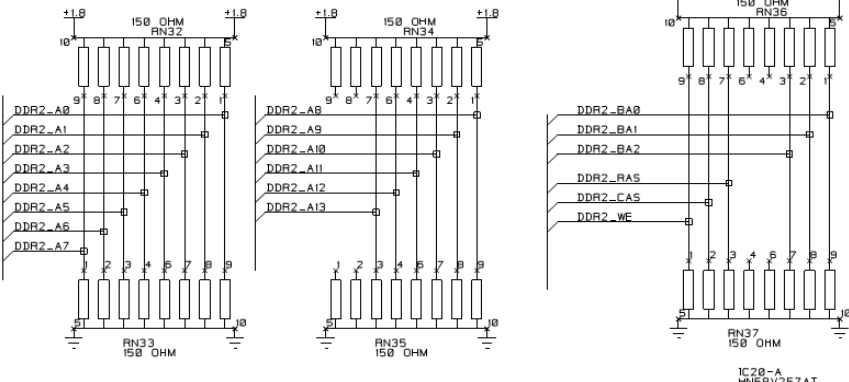 +1.8 +1.8
150 OHM
RN32
10 5
9 8 7 6 4 3 2 1
DDR2_A0
DDR2_A1
DDR2_A2
DDR2_A3
DDR2_A4
DDR2_A5
DDR2_A6
DDR2_A7
1 2 3 4 6 7 8 9
5 10
RN33
150 OHM
+1.8 +1.8
150 OHM
RN34
10 5
9 8 7 6 4 3 2 1
DDR2_A8
DDR2_A9
DDR2_A10
DDR2_A11
DDR2_A12
DDR2_A13
1 2 3 4 6 7 8 9
5 10
RN35
150 OHM
150 OHM
RN36
10 5
9 8 7 6 4 3 2 1
DDR2_BA0
DDR2_BA1
DDR2_BA2
DDR2_RAS
DDR2_CAS
DDR2_WE
1 2 3 4 6 7 8 9
5 10
RN37
150 OHM
IC20-A